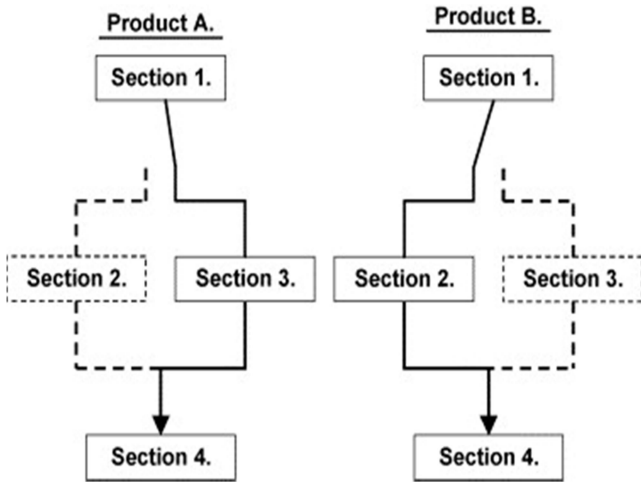 Product A.
Product B.
Section 1.
Section 1.
Section 2.
Section 3.
Section 2.
Section 3.
Section 4.
Section 4.